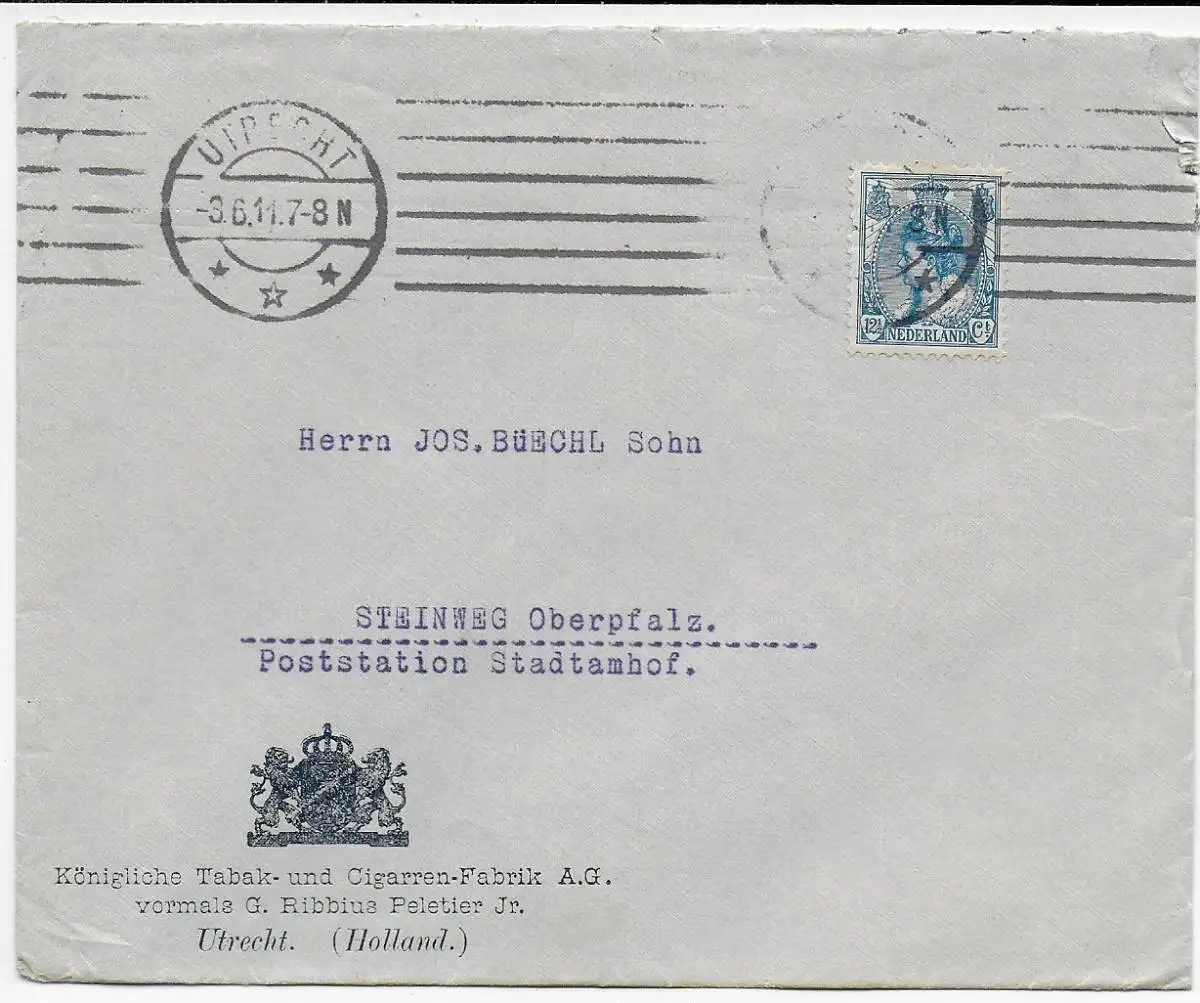 UTRECHT
-3.6.11.7-8 N
8N
12½ NEDERLAND Ct
Herrn JOS.BüECHL Sohn
STEINWEG Oberpfalz.
Poststation Stadtamhof.
Königliche Tabak- und Cigarren-Fabrik A.G.
vormals G. Ribbius Peletier Jr.
Utrecht. (Holland.)